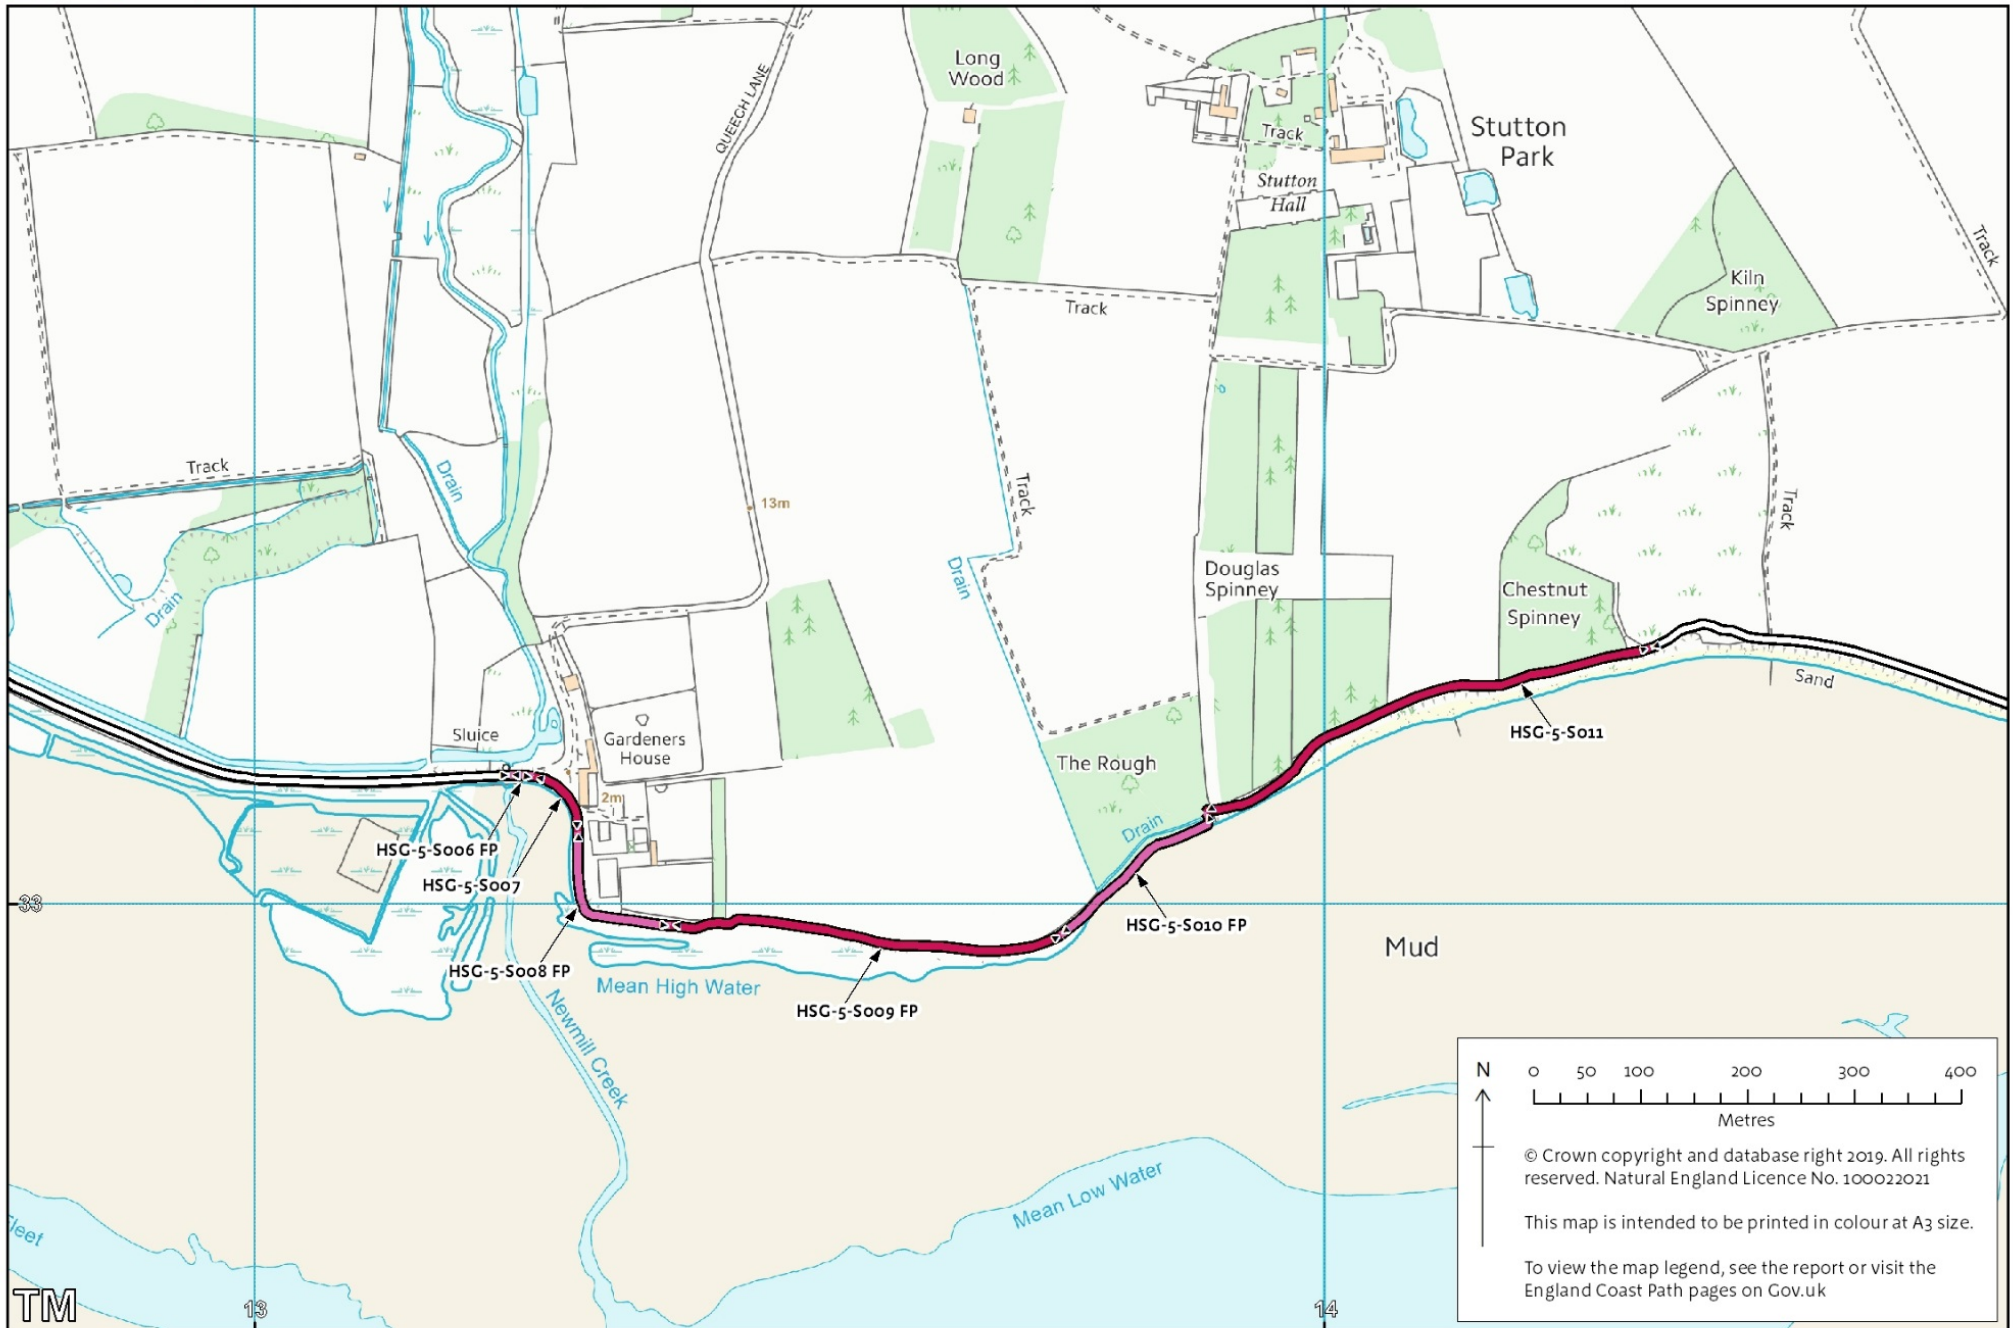 Long
Wood
QUEECH LANE
Track
Stutton
Park
Stutton
Hall
Track
Kiln
Spinney
Track
Track
Drain
13m
Track
Track
Drain
Drain
Douglas
Spinney
Chestnut
Spinney
Sand
Sluice
Gardeners
House
The Rough
2m
Drain
HSG-5-S011
HSG-5-S006 FP
HSG-5-S007
HSG-5-S008 FP
HSG-5-S010 FP
HSG-5-S009 FP
33
Mud
Mean High Water
Newmill Creek
Mean Low Water
Fleet
TM
13
14
N
0 50 100 200 300 400
Metres
© Crown copyright and database right 2019. All rights
reserved. Natural England Licence No. 100022021
This map is intended to be printed in colour at A3 size.
To view the map legend, see the report or visit the
England Coast Path pages on Gov.uk